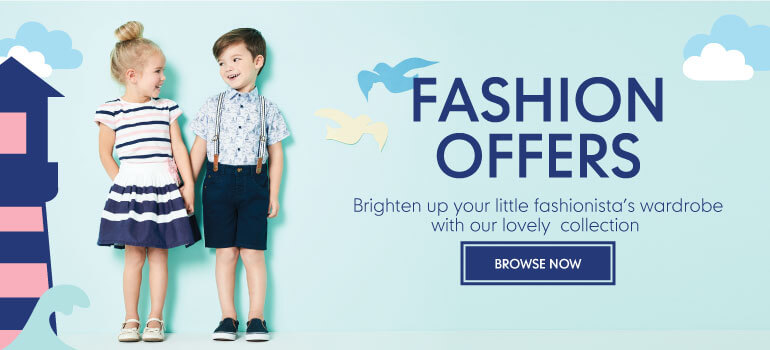 FASHION
OFFERS
Brighten up your little fashionista's wardrobe
with our lovely collection
BROWSE NOW